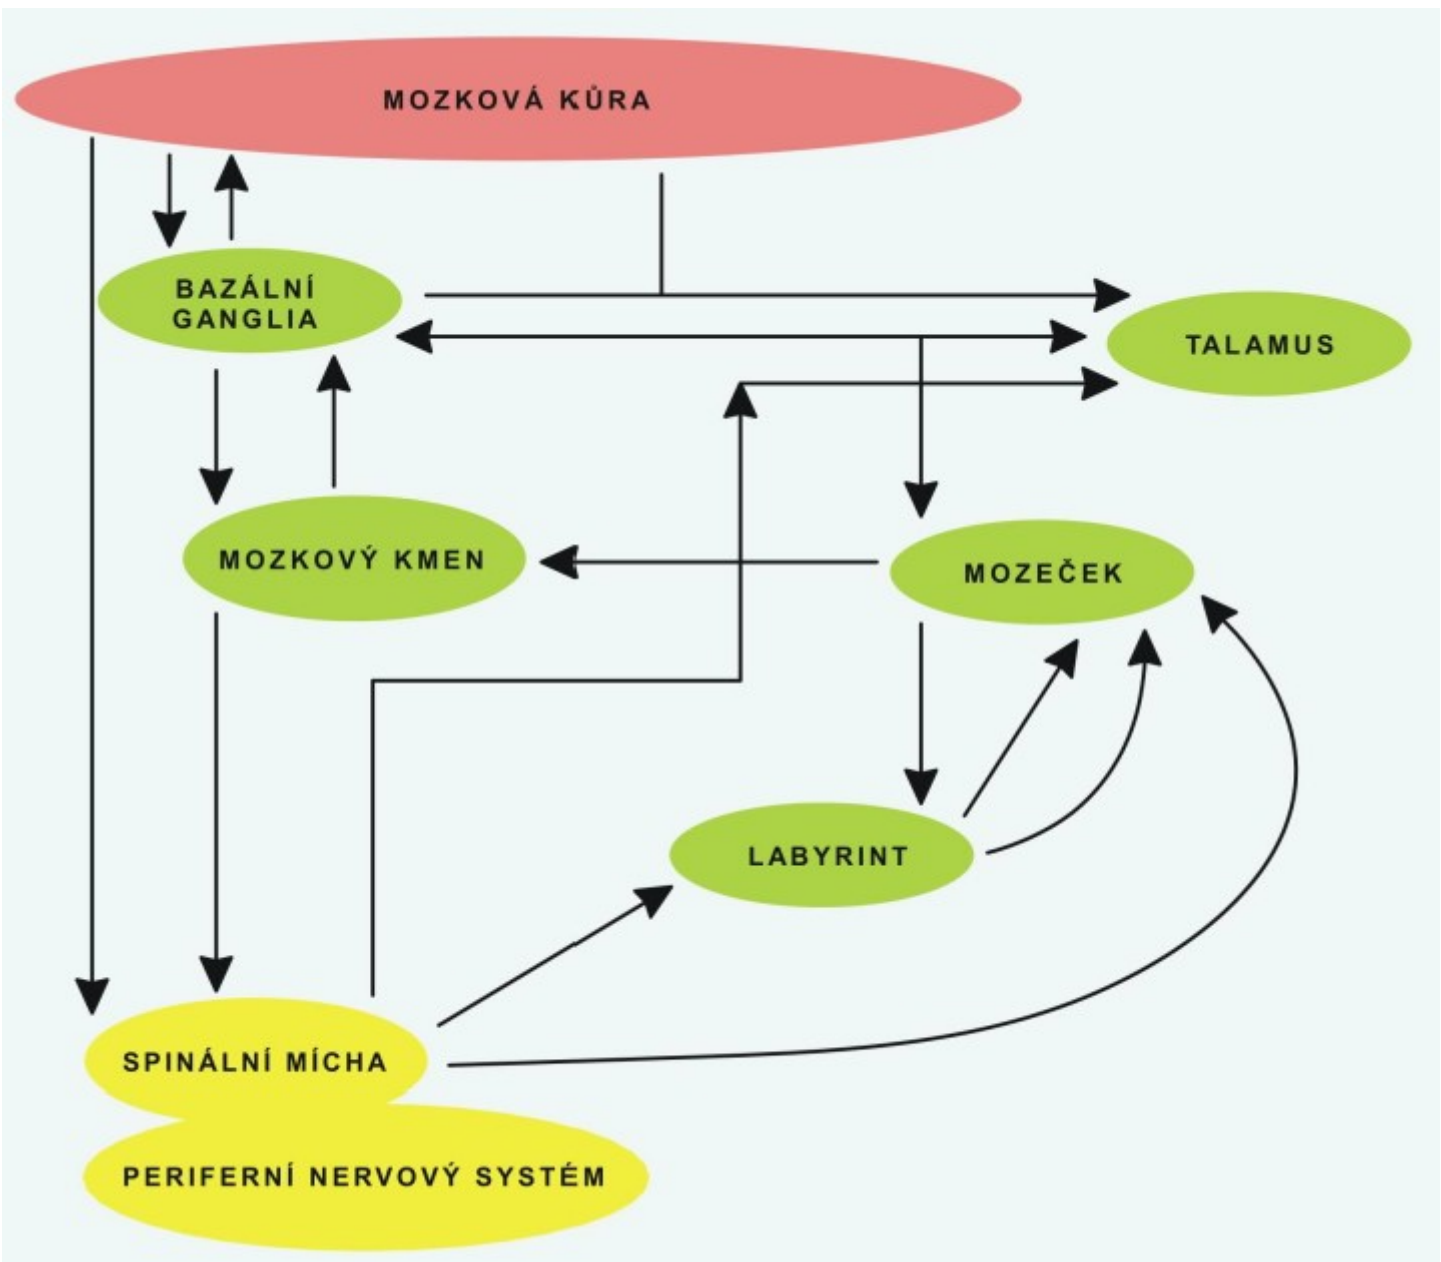 MOZKOVÁ KŮRA
BAZÁLNÍ
GANGLIA
TALAMUS
MOZKOVÝ KMEN
MOZEČEK
LABYRINT
SPINÁLNÍ MÍCHA
PERIFERNÍ NERVOVÝ SYSTÉM